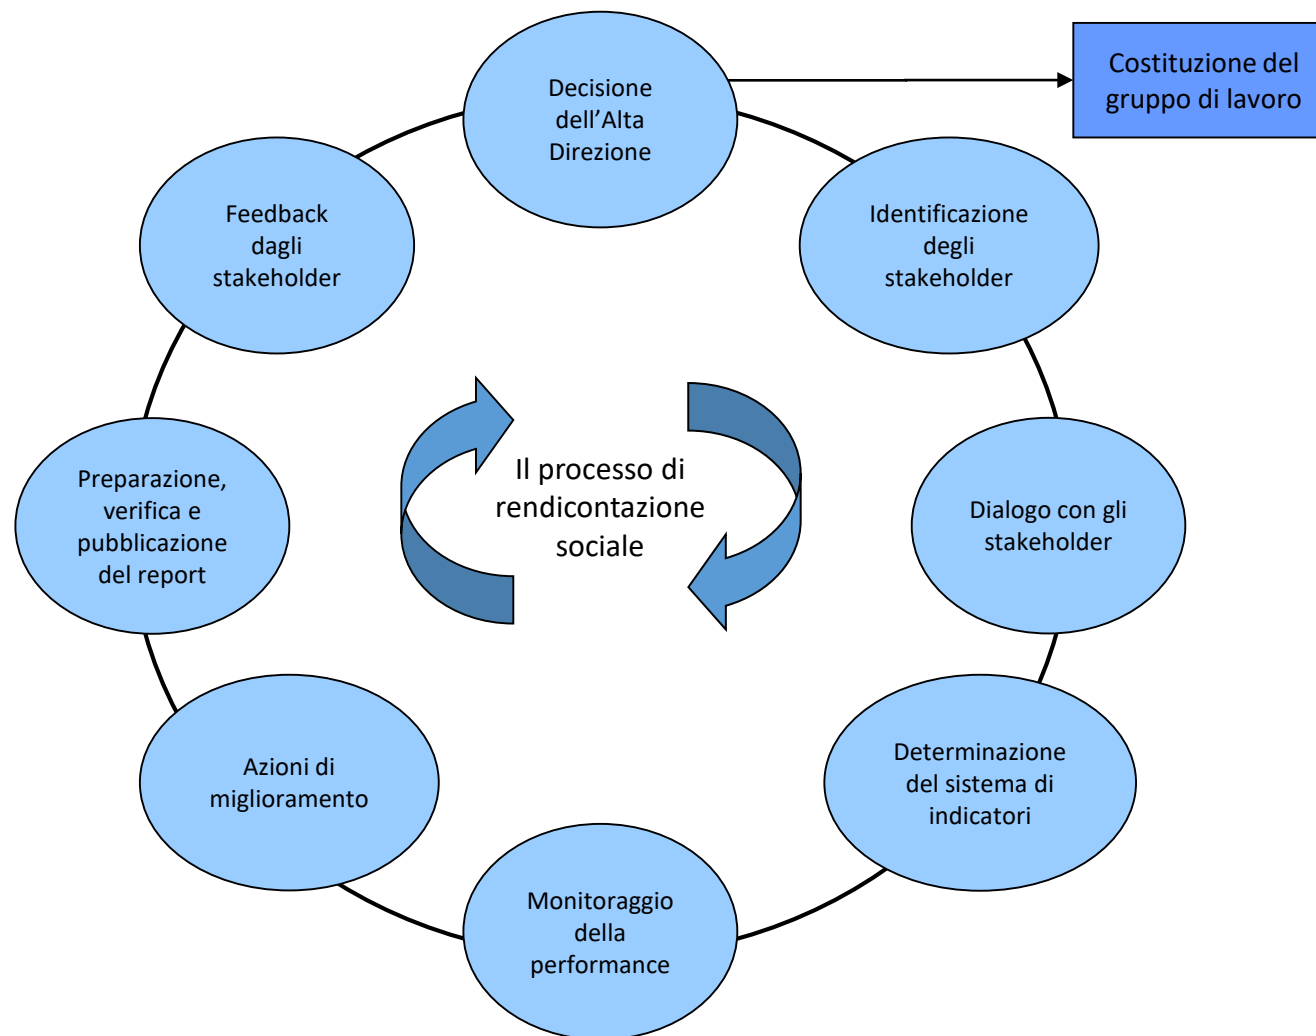 Decisione
dell’Alta
Direzione
Costituzione del
gruppo di lavoro
Identificazione
degli
stakeholder
Dialogo con gli
stakeholder
Determinazione
del sistema di
indicatori
Monitoraggio
della
performance
Azioni di
miglioramento
Preparazione,
verifica e
pubblicazione
del report
Feedback
dagli
stakeholder
Il processo di
rendicontazione
sociale